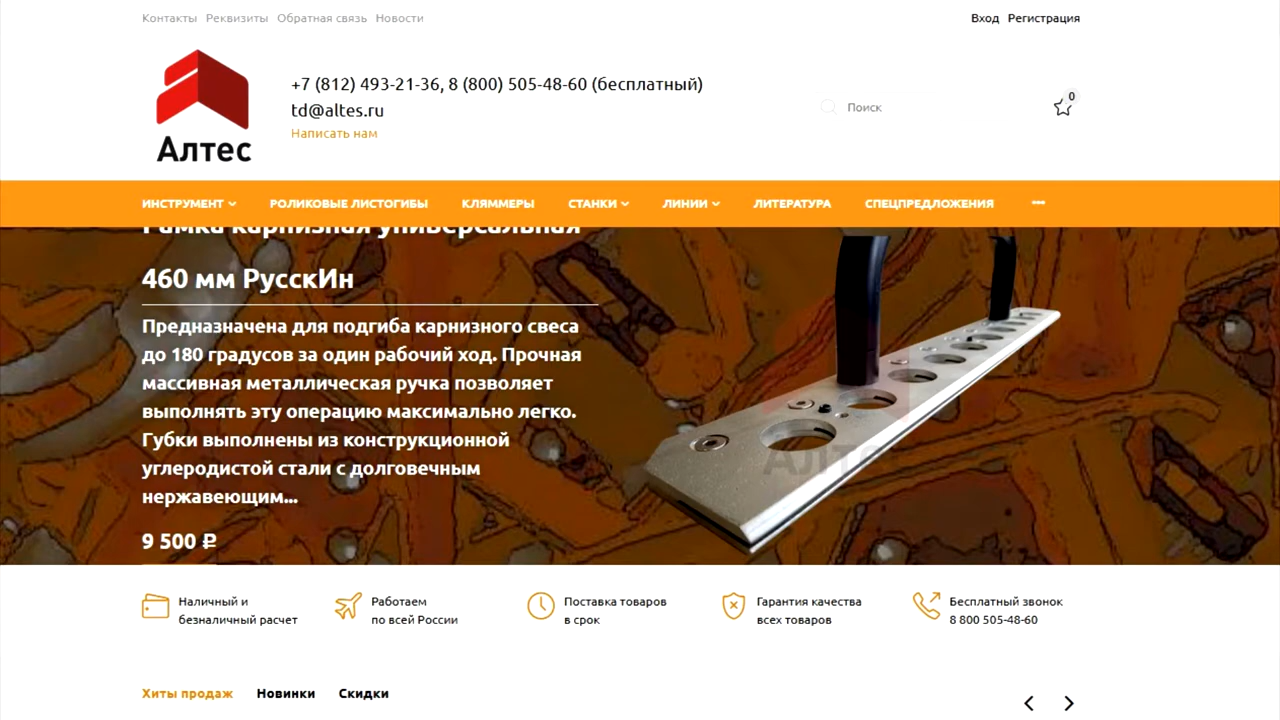 Контакты Реквизиты Обратная связь Новости
Вход Регистрация
+7 (812) 493-21-36, 8 (800) 505-48-60 (бесплатный)
td@altes.ru
Написать нам
Поиск
0
Алтес
ИНСТРУМЕНТ РОЛИКОВЫЕ ЛИСТОГИБЫ КЛЯММЕРЫ СТАНКИ ЛИНИИ ЛИТЕРАТУРА СПЕЦПРЕДЛОЖЕНИЯ
Рамка карнизная универсальная
460 мм РусскИн
Предназначена для подгиба карнизного свеса
до 180 градусов за один рабочий ход. Прочная
массивная металлическая ручка позволяет
выполнять эту операцию максимально легко.
Губки выполнены из конструкционной
углеродистой стали с долговечным
нержавеющим...
9 500 ₽
АЛТЕС
Наличный и
безналичный расчет
Работаем
по всей России
Поставка товаров
в срок
Гарантия качества
всех товаров
Бесплатный звонок
8 800 505-48-60
Хиты продаж Новинки Скидки